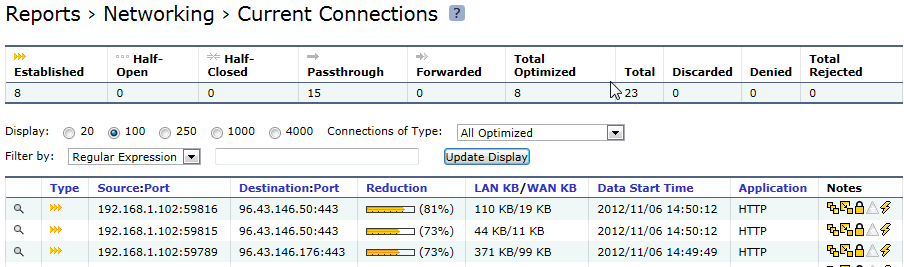 Reports › Networking › Current Connections ?
Established Half-Open Half-Closed Passthrough Forwarded Total Optimized Total Discarded Denied Total Rejected
8 0 0 15 0 8 23 0 0 0
Display: 20 100 250 1000 4000 Connections of Type: All Optimized
Filter by: Regular Expression Update Display
Type Source:Port Destination:Port Reduction LAN KB/WAN KB Data Start Time Application Notes
192.168.1.102:59816 96.43.146.50:443 (81%) 110 KB/19 KB 2012/11/06 14:50:12 HTTP
192.168.1.102:59815 96.43.146.50:443 (73%) 44 KB/11 KB 2012/11/06 14:50:12 HTTP
192.168.1.102:59789 96.43.146.176:443 (73%) 371 KB/99 KB 2012/11/06 14:49:49 HTTP